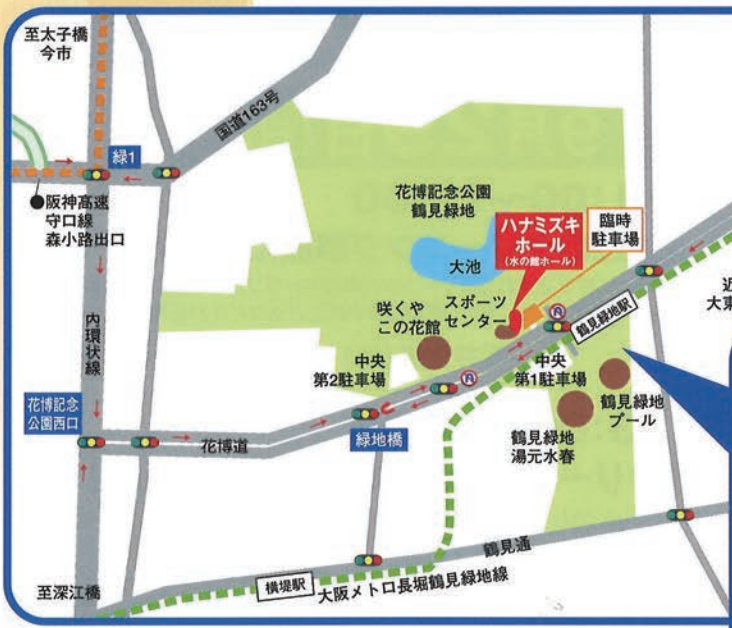 至太子橋
今市
国道163号
緑1
阪神高速
守口線
森小路出口
花博記念公園
鶴見緑地
ハナミズキ
ホール
(水の館ホール)
臨時
駐車場
大池
咲くや
この花館
スポーツ
センター
鶴見緑地駅
近
大東
内環状線
中央
第2駐車場
中央
第1駐車場
花博記念
公園西口
鶴見緑地
プール
緑地橋
花博道
鶴見緑地
湯元水春
鶴見通
横堤駅
大阪メトロ長堀鶴見緑地線
至深江橋